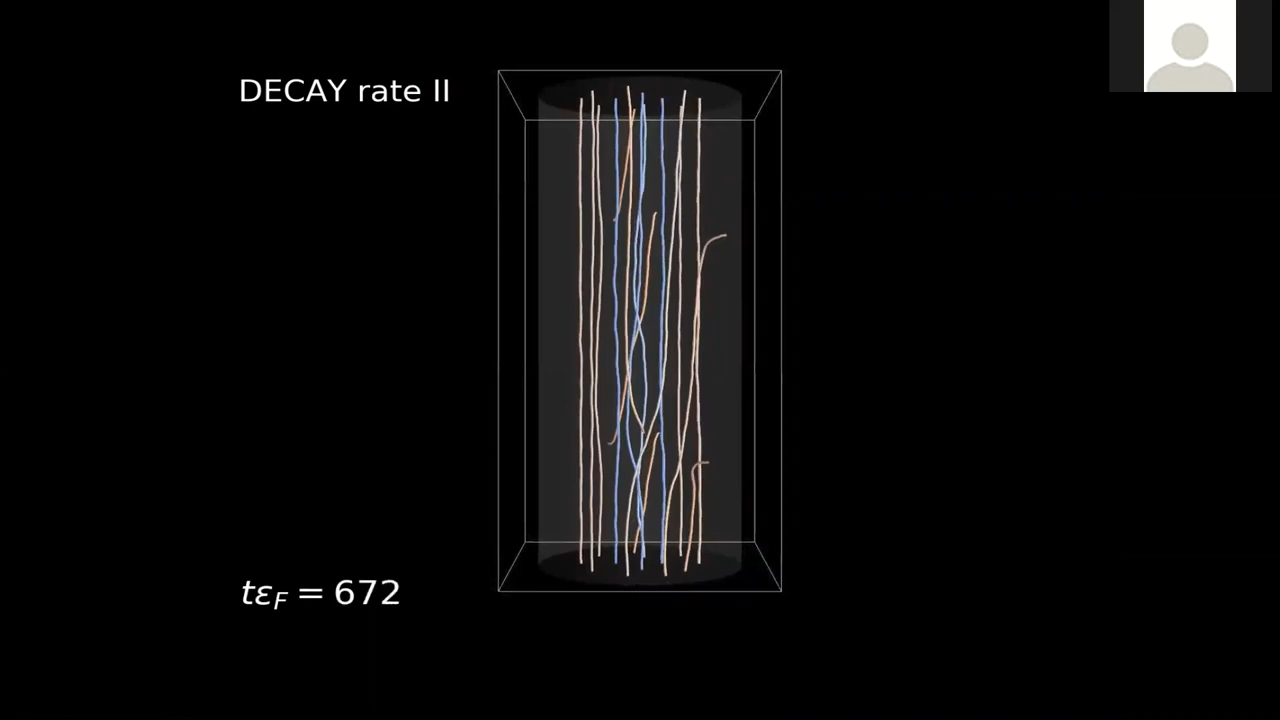 DECAY rate II
tε_F = 672